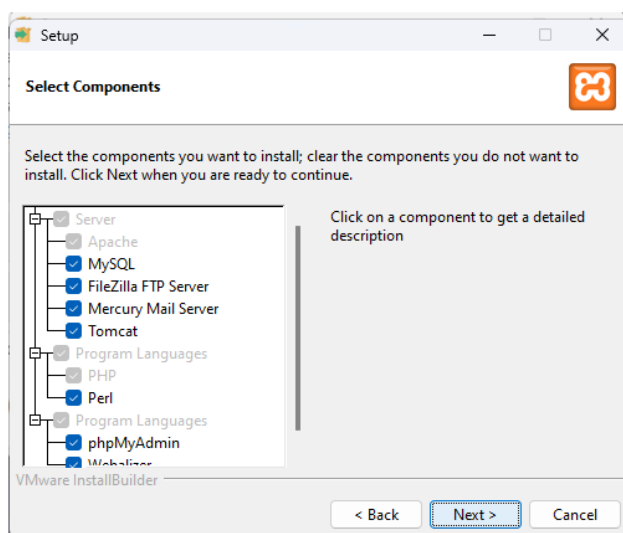 Setup
Select Components
Select the components you want to install; clear the components you do not want to
install. Click Next when you are ready to continue.
Server
Apache
MySQL
FileZilla FTP Server
Mercury Mail Server
Tomcat
Program Languages
PHP
Perl
Program Languages
phpMyAdmin
Webalizer
Click on a component to get a detailed
description
VMware InstallBuilder
< Back
Next >
Cancel